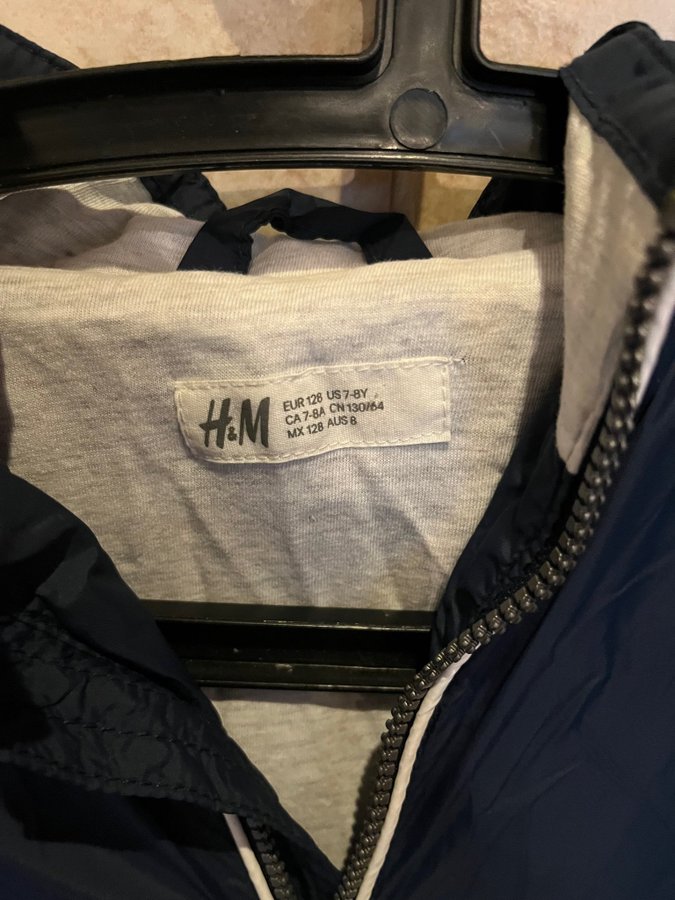 H&M
EUR 128 US 7-8Y
CA 7-8A CN 130/64
MX 128 AUS 8